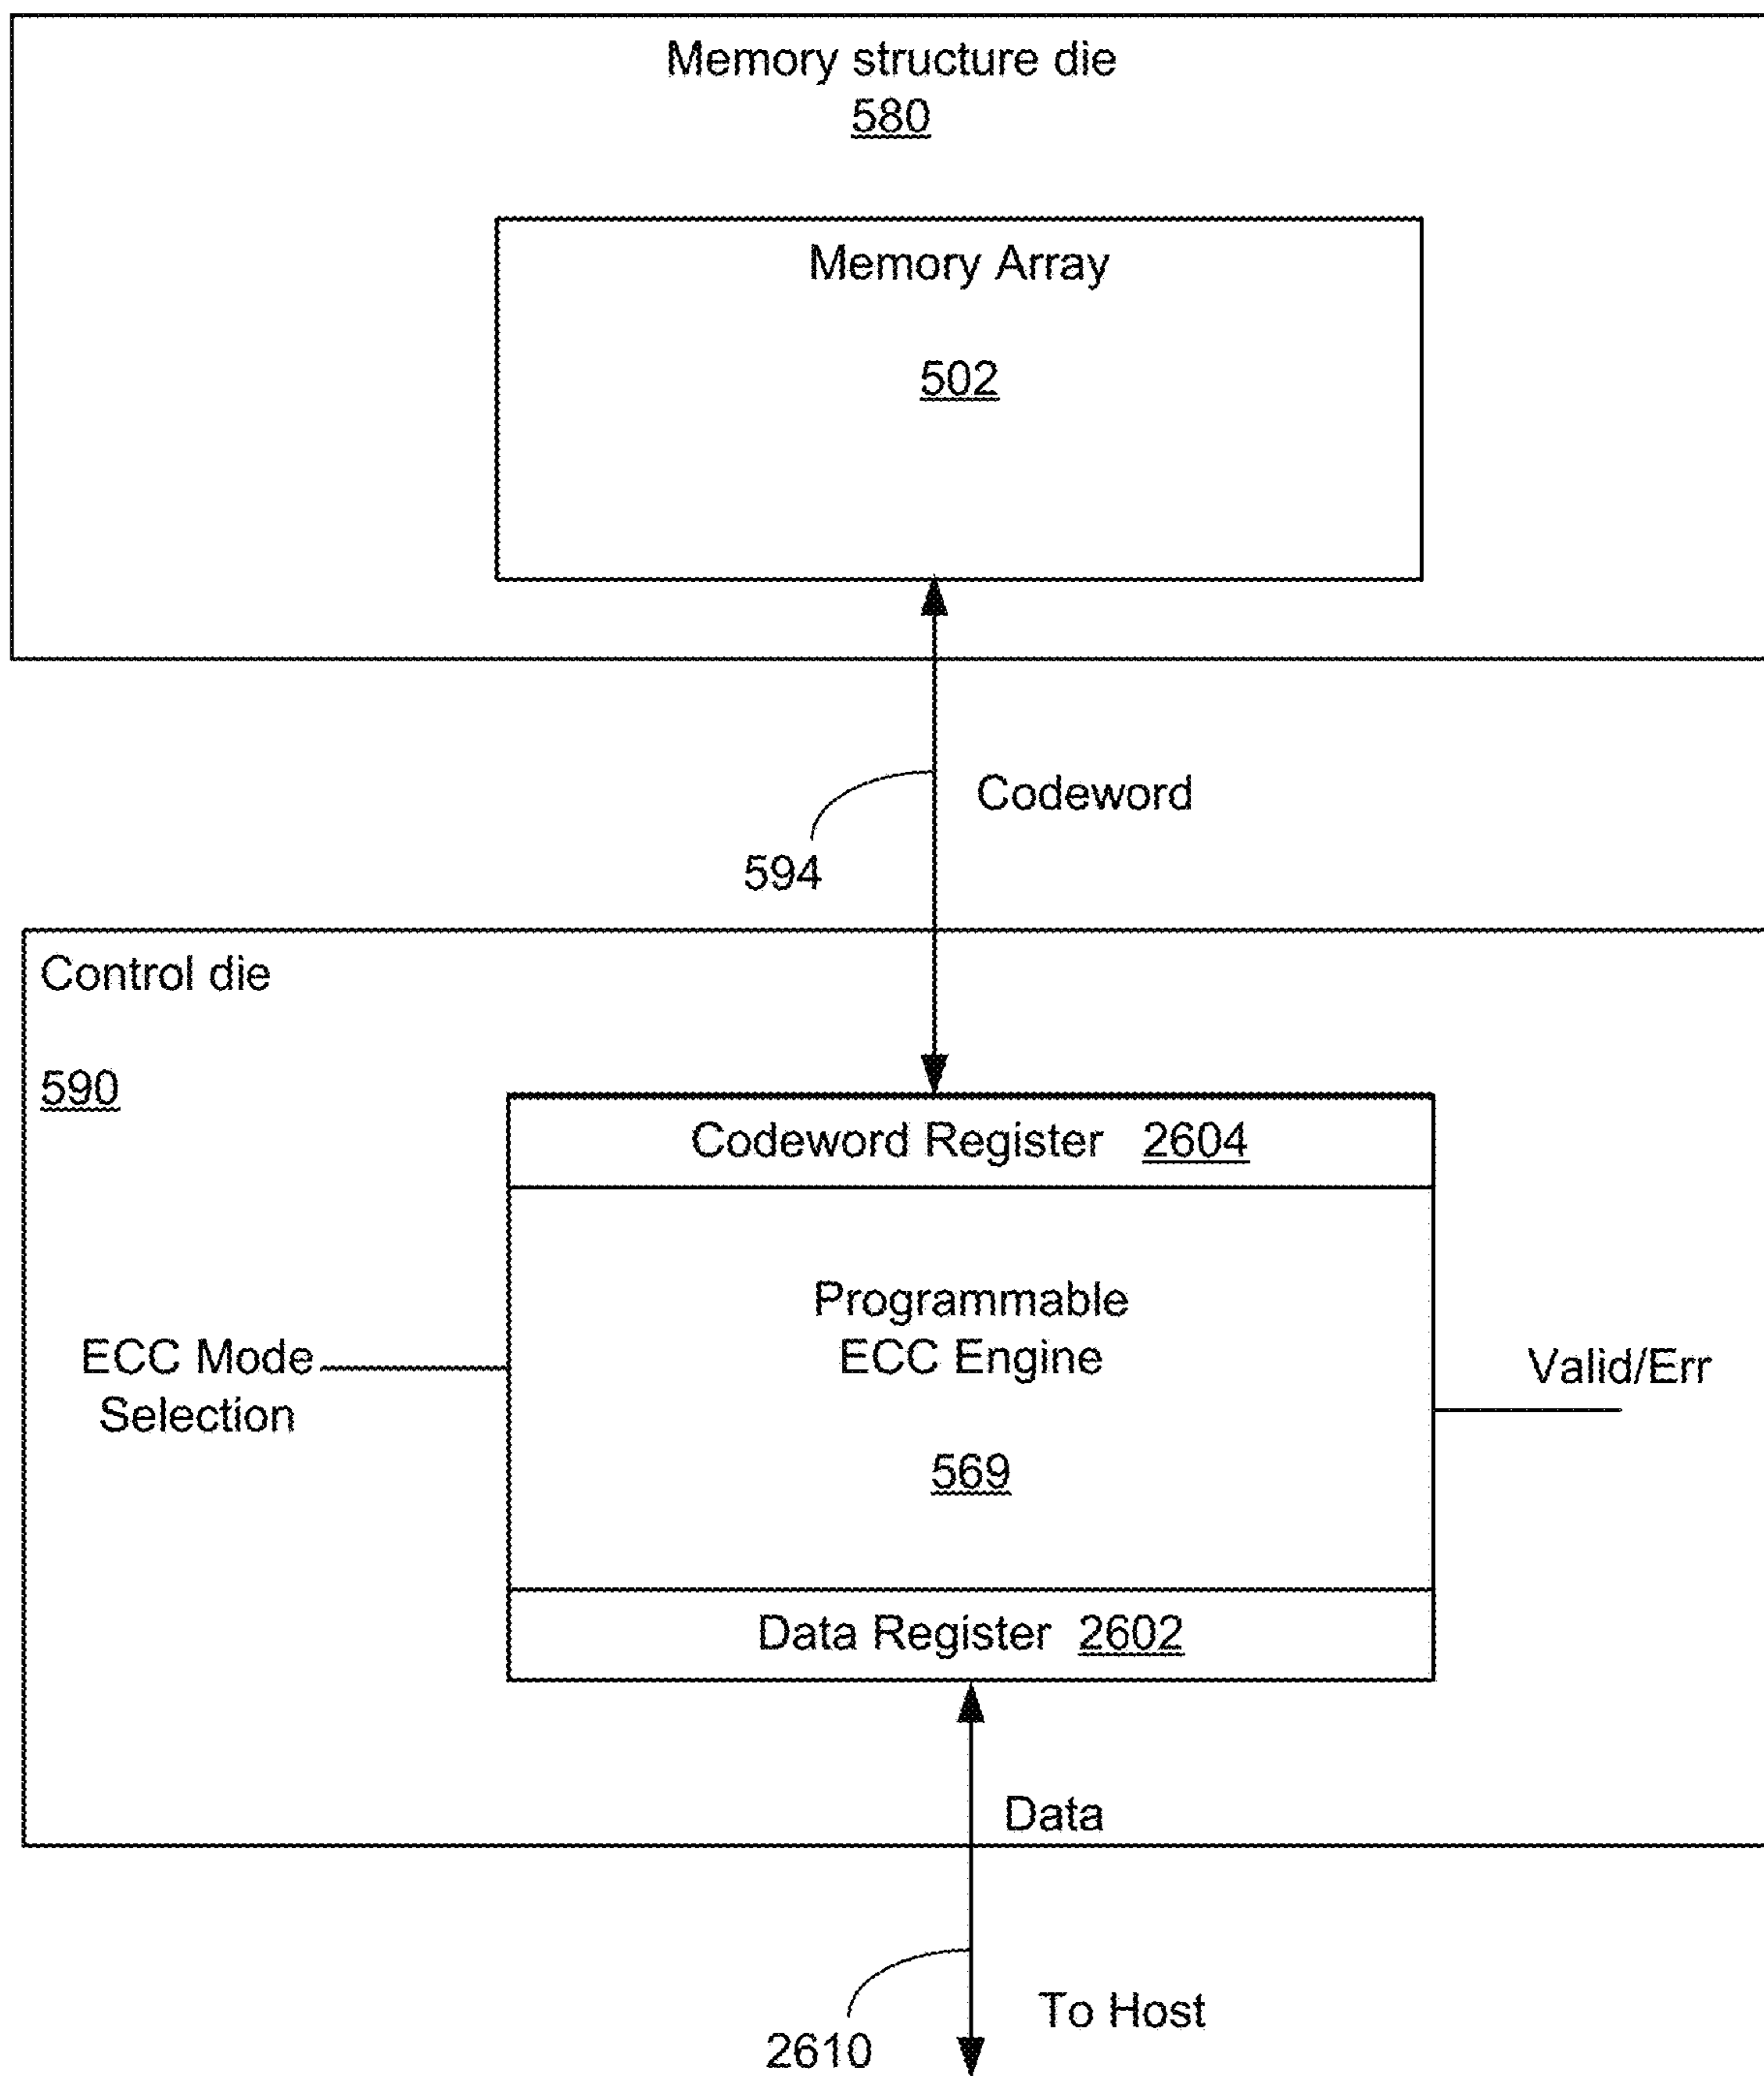 Memory structure die
580
Memory Array
502
Codeword
594
Control die
590
Codeword Register 2604
Programmable
ECC Engine
569
ECC Mode
Selection
Valid/Err
Data Register 2602
Data
To Host
2610